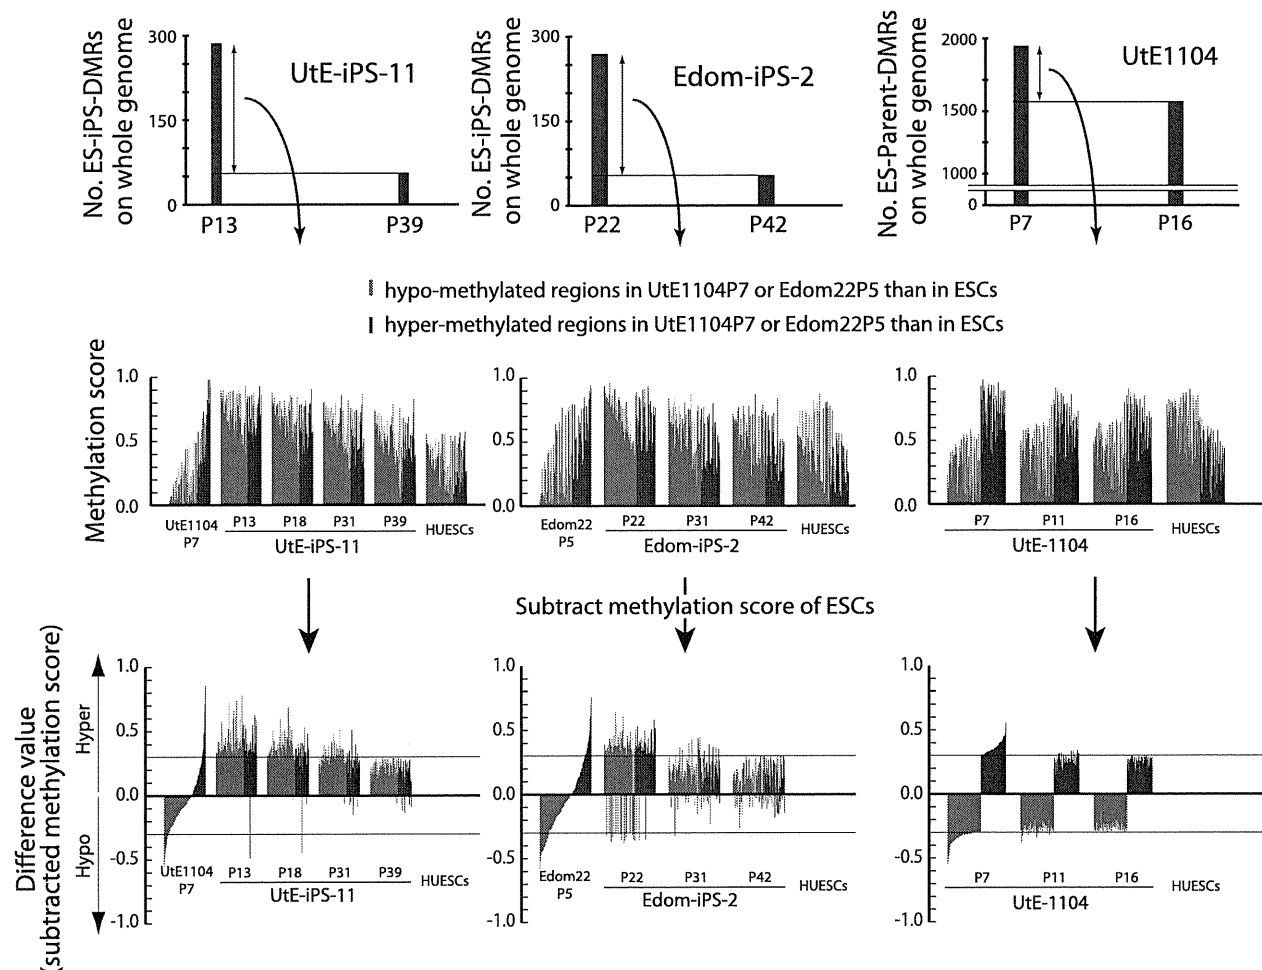 No. ES-iPS-DMRs
on whole genome
300
150
0
UtE-iPS-11
P13
P39
No. ES-iPS-DMRs
on whole genome
300
150
0
Edom-iPS-2
P22
P42
No. ES-Parent-DMRs
on whole genome
2000
1500
1000
0
UtE1104
P7
P16
hypo-methylated regions in UtE1104P7 or Edom22P5 than in ESCs
hyper-methylated regions in UtE1104P7 or Edom22P5 than in ESCs
Methylation score
1.0
0.5
0.0
UtE1104
P7
P13
P18
P31
P39
UtE-iPS-11
HUESCs
1.0
0.5
0.0
Edom22
P5
P22
P31
P42
Edom-iPS-2
HUESCs
1.0
0.5
0.0
P7
P11
P16
UtE-1104
HUESCs
Subtract methylation score of ESCs
Difference value
(subtracted methylation score)
Hyper
Hypo
1.0
0.5
0.0
-0.5
-1.0
UtE1104
P7
P13
P18
P31
P39
UtE-iPS-11
HUESCs
1.0
0.5
0.0
-0.5
-1.0
Edom22
P5
P22
P31
P42
Edom-iPS-2
HUESCs
1.0
0.5
0.0
-0.5
-1.0
P7
P11
P16
UtE-1104
HUESCs